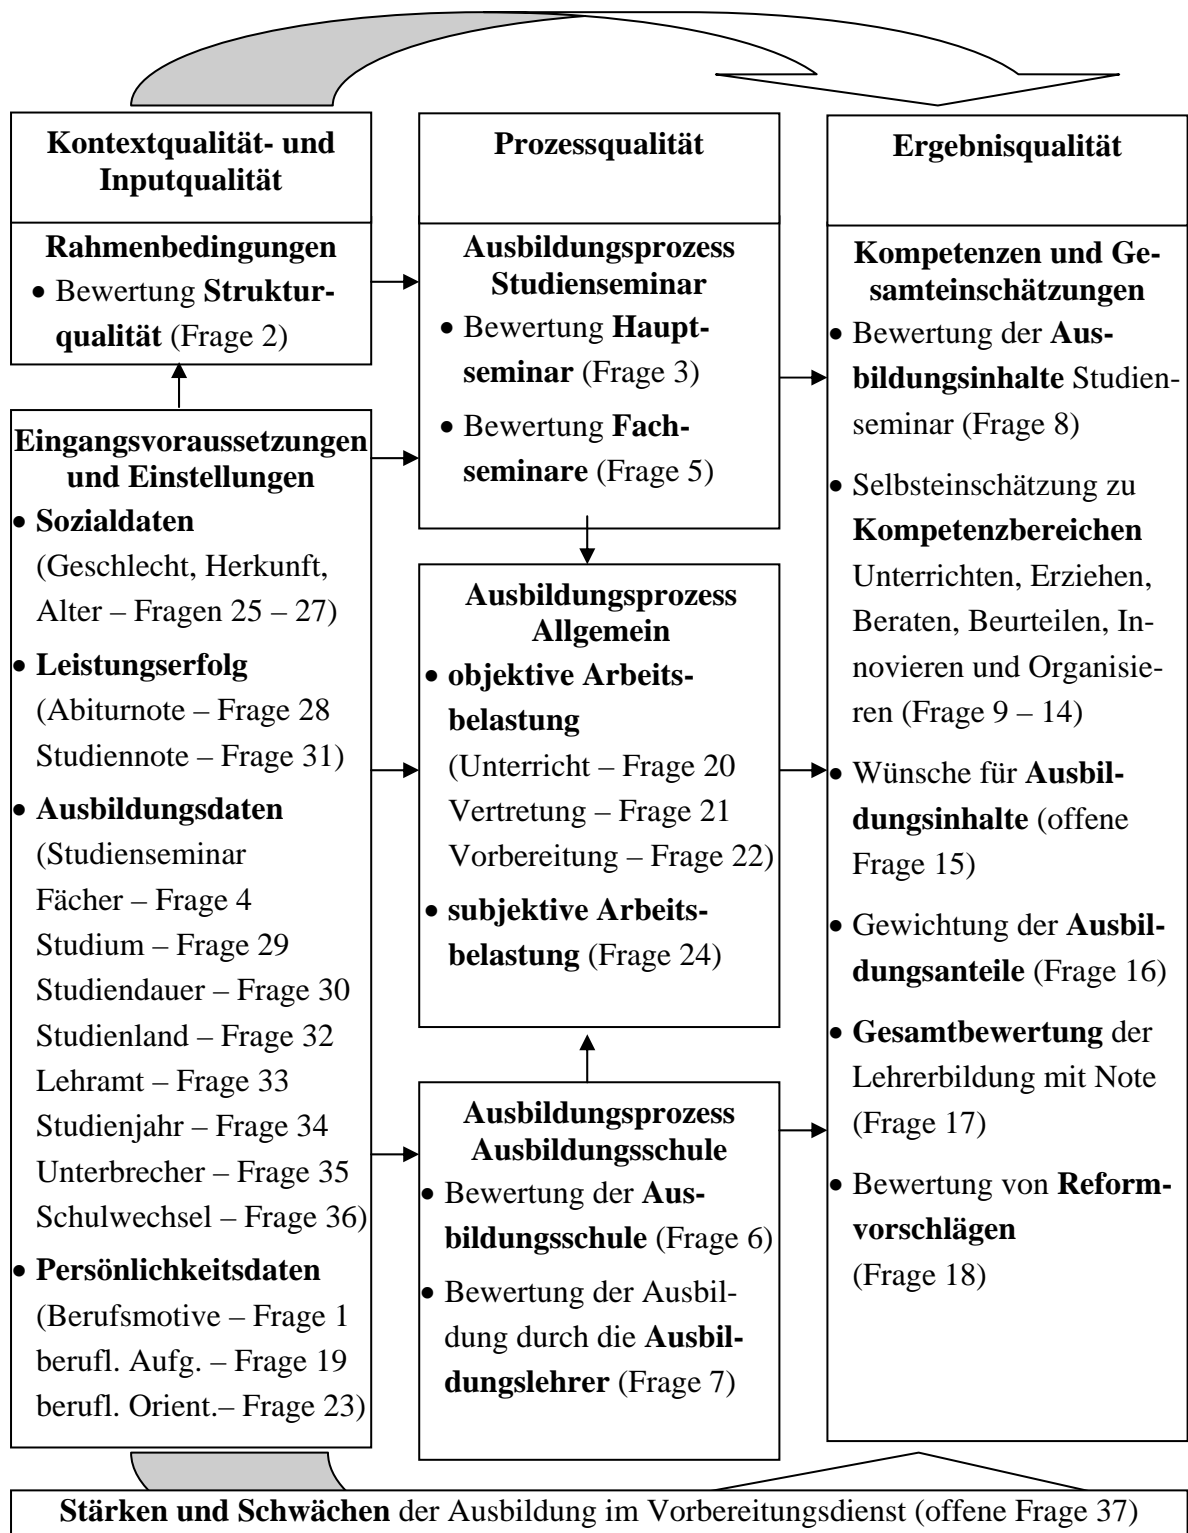 Kontextqualität- und
Inputqualität
Rahmenbedingungen
• Bewertung Struktur-
qualität (Frage 2)
Eingangsvoraussetzungen
und Einstellungen
• Sozialdaten
(Geschlecht, Herkunft,
Alter – Fragen 25 – 27)
• Leistungserfolg
(Abiturnote – Frage 28
Studiennote – Frage 31)
• Ausbildungsdaten
(Studienseminar
Fächer – Frage 4
Studium – Frage 29
Studiendauer – Frage 30
Studienland – Frage 32
Lehramt – Frage 33
Studienjahr – Frage 34
Unterbrecher – Frage 35
Schulwechsel – Frage 36)
• Persönlichkeitsdaten
(Berufsmotive – Frage 1
berufl. Aufg. – Frage 19
berufl. Orient.– Frage 23)
Prozessqualität
Ausbildungsprozess
Studienseminar
• Bewertung Haupt-
seminar (Frage 3)
• Bewertung Fach-
seminare (Frage 5)
Ausbildungsprozess
Allgemein
• objektive Arbeits-
belastung
(Unterricht – Frage 20
Vertretung – Frage 21
Vorbereitung – Frage 22)
• subjektive Arbeits-
belastung (Frage 24)
Ausbildungsprozess
Ausbildungsschule
• Bewertung der Aus-
bildungsschule (Frage 6)
• Bewertung der Ausbil-
dung durch die Ausbil-
dungslehrer (Frage 7)
Ergebnisqualität
Kompetenzen und Ge-
samteinschätzungen
• Bewertung der Aus-
bildungsinhalte Studien-
seminar (Frage 8)
• Selbsteinschätzung zu
Kompetenzbereichen
Unterrichten, Erziehen,
Beraten, Beurteilen, In-
novieren und Organisie-
ren (Frage 9 – 14)
• Wünsche für Ausbil-
dungsinhalte (offene
Frage 15)
• Gewichtung der Ausbil-
dungsanteile (Frage 16)
• Gesamtbewertung der
Lehrerbildung mit Note
(Frage 17)
• Bewertung von Reform-
vorschlägen
(Frage 18)
Stärken und Schwächen der Ausbildung im Vorbereitungsdienst (offene Frage 37)